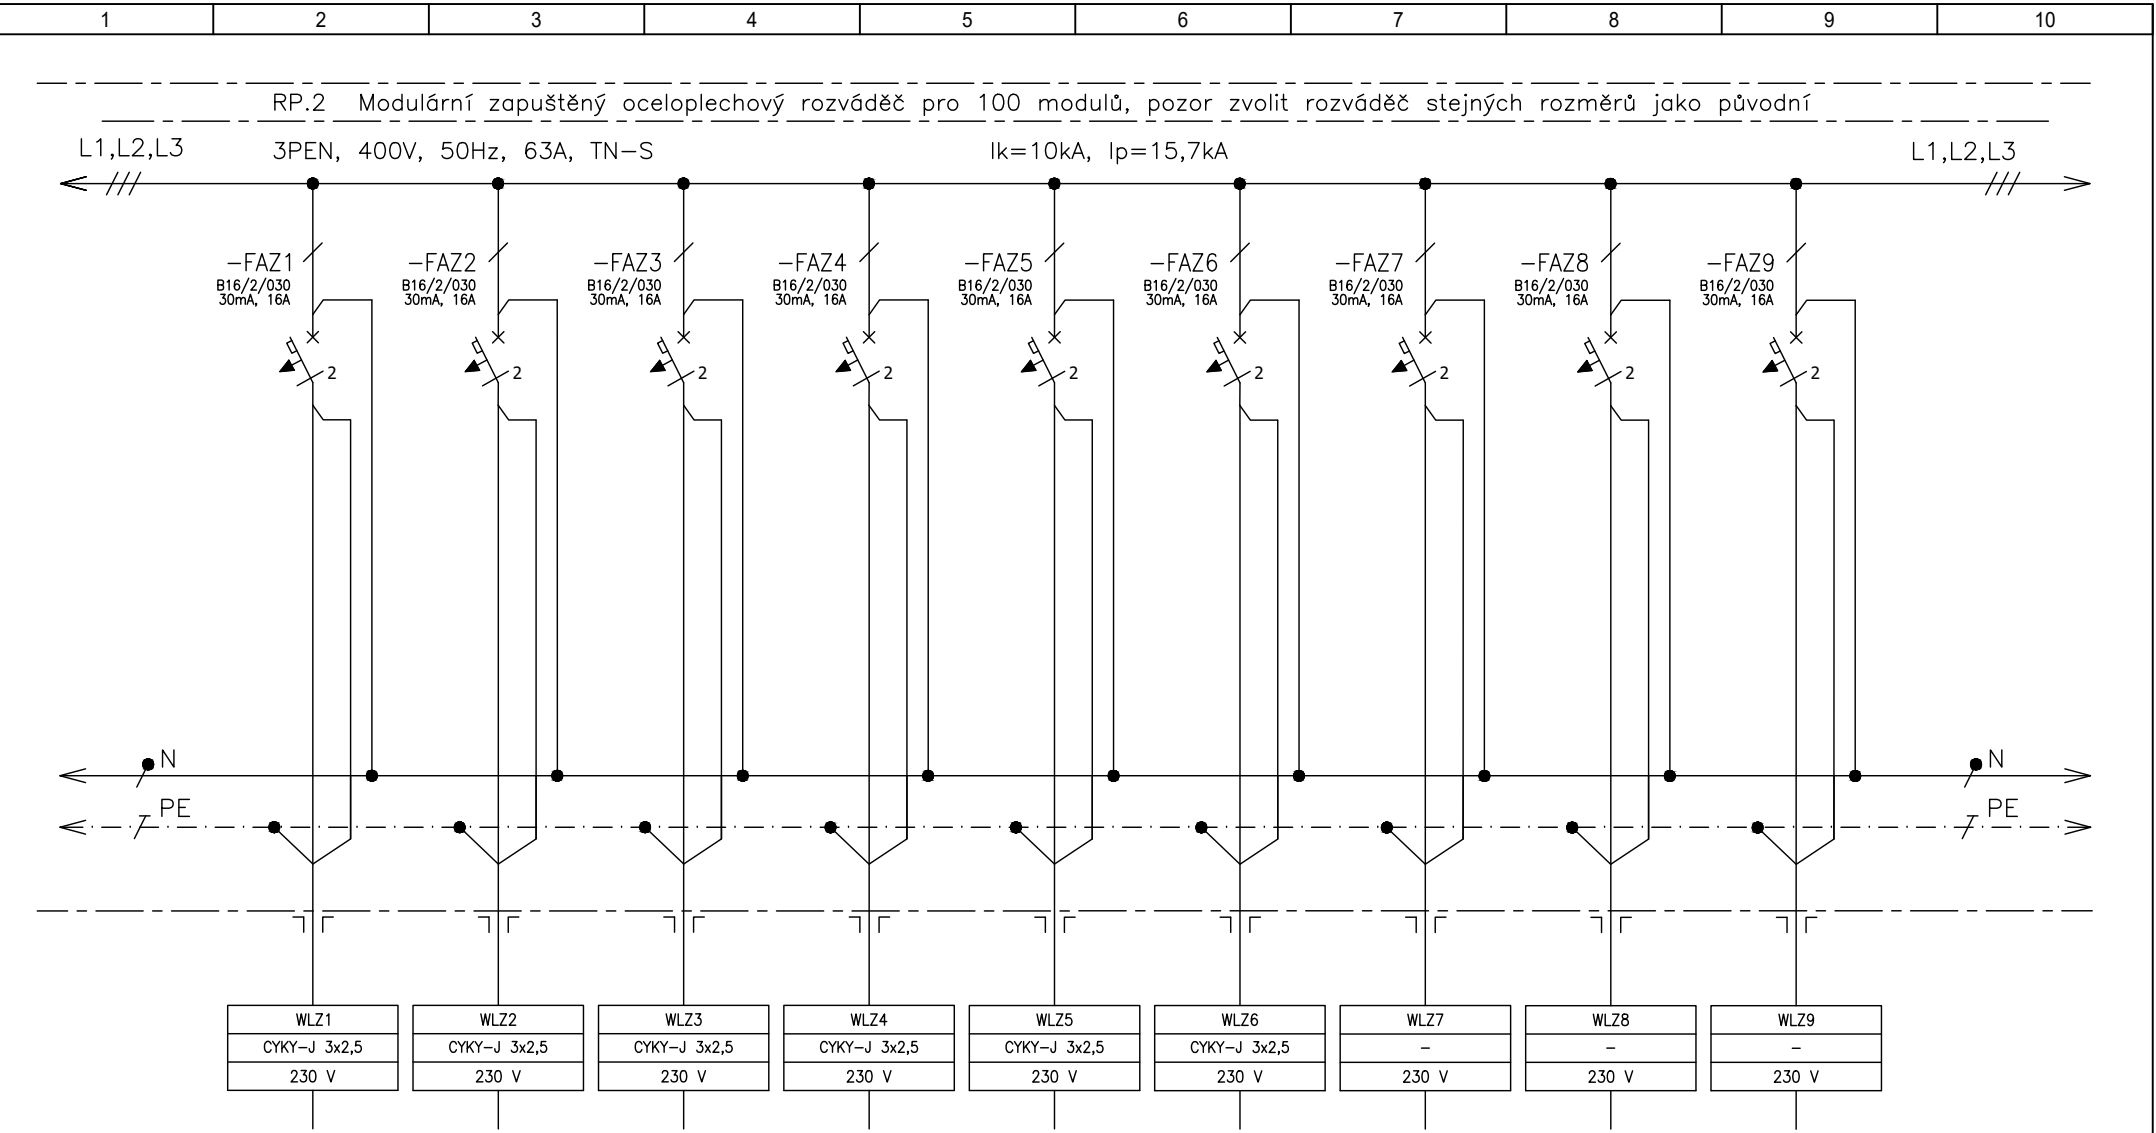 1 2 3 4 5 6 7 8 9 10
RP.2 Modulární zapuštěný oceloplechový rozváděč pro 100 modulů, pozor zvolit rozváděč stejných rozměrů jako původní
L1,L2,L3 3PEN, 400V, 50Hz, 63A, TN-S Ik=10kA, Ip=15,7kA L1,L2,L3
-FAZ1 -FAZ2 -FAZ3 -FAZ4 -FAZ5 -FAZ6 -FAZ7 -FAZ8 -FAZ9
B16/2/030 B16/2/030 B16/2/030 B16/2/030 B16/2/030 B16/2/030 B16/2/030 B16/2/030 B16/2/030
30mA, 16A 30mA, 16A 30mA, 16A 30mA, 16A 30mA, 16A 30mA, 16A 30mA, 16A 30mA, 16A 30mA, 16A
2 2 2 2 2 2 2 2 2
N N
PE PE
WLZ1 WLZ2 WLZ3 WLZ4 WLZ5 WLZ6 WLZ7 WLZ8 WLZ9
CYKY-J 3x2,5 CYKY-J 3x2,5 CYKY-J 3x2,5 CYKY-J 3x2,5 CYKY-J 3x2,5 CYKY-J 3x2,5 - - -
230 V 230 V 230 V 230 V 230 V 230 V 230 V 230 V 230 V